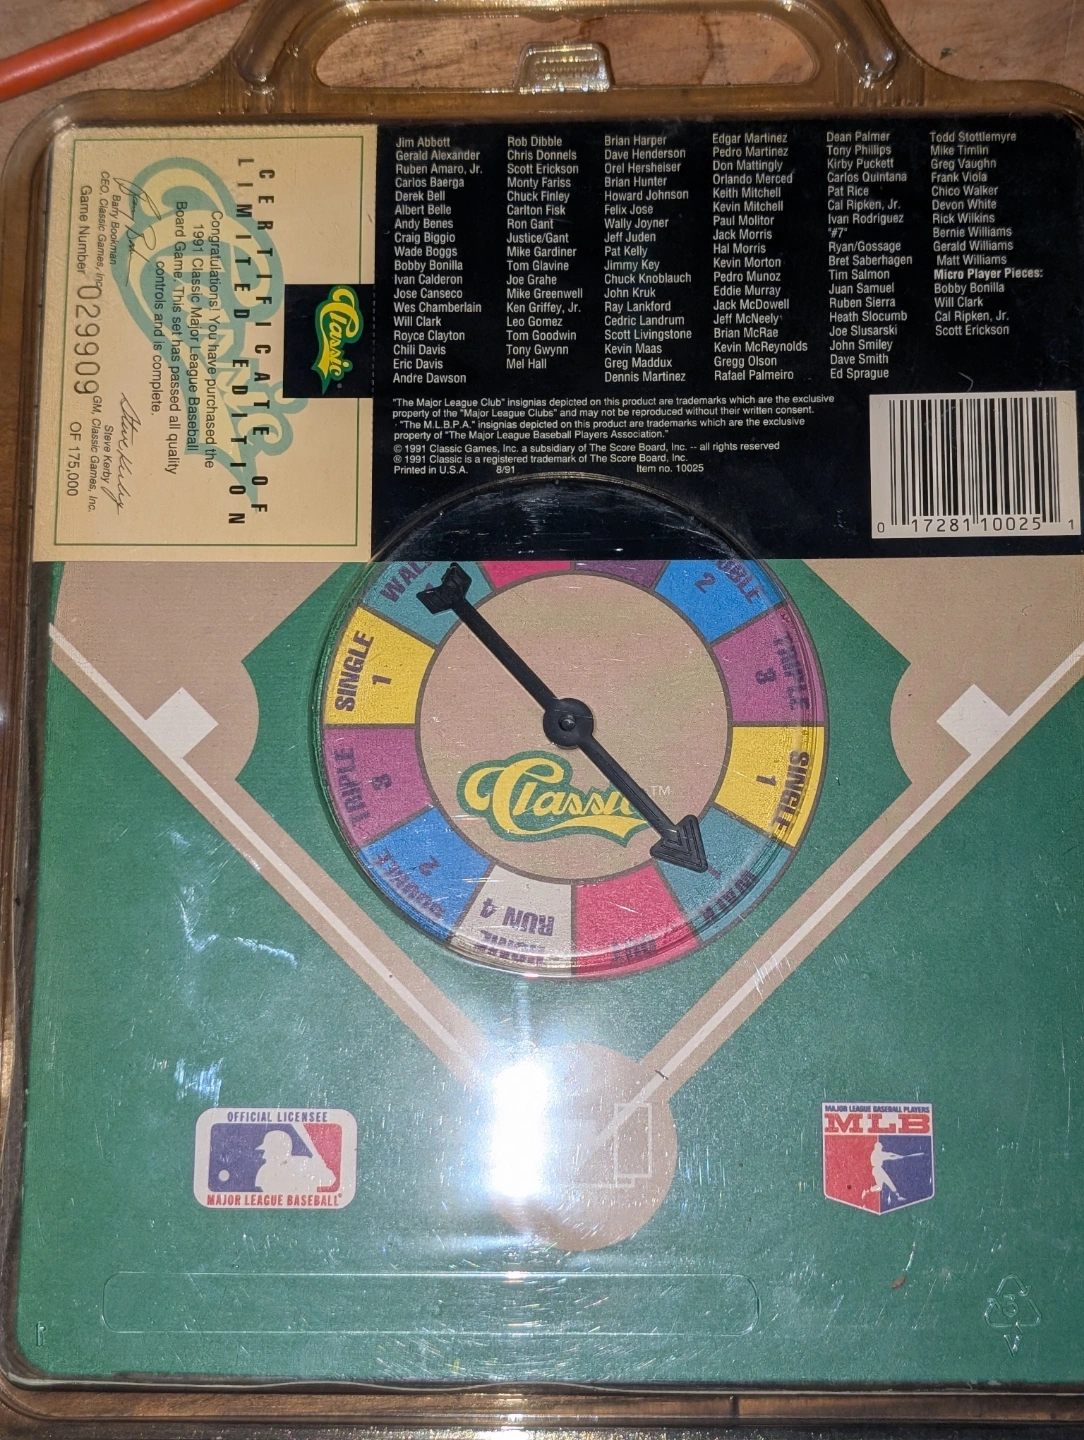 CERTIFICATE OF
LIMITED EDITION
Congratulations! You have purchased the
1991 Classic Major League Baseball
Board Game. This set has passed all quality
controls and is complete.
Barry Bookman
CEO, Classic Games, Inc.
Steve Kerby
GM, Classic Games, Inc.
Game Number 029909 OF 175,000
Classic
Jim Abbott
Gerald Alexander
Ruben Amaro, Jr.
Carlos Baerga
Derek Bell
Albert Belle
Andy Benes
Craig Biggio
Wade Boggs
Bobby Bonilla
Ivan Calderon
Jose Canseco
Wes Chamberlain
Will Clark
Royce Clayton
Chili Davis
Eric Davis
Andre Dawson
Rob Dibble
Chris Donnels
Scott Erickson
Monty Fariss
Chuck Finley
Carlton Fisk
Ron Gant
Justice/Gant
Mike Gardiner
Tom Glavine
Joe Grahe
Mike Greenwell
Ken Griffey, Jr.
Leo Gomez
Tom Goodwin
Tony Gwynn
Mel Hall
Brian Harper
Dave Henderson
Orel Hersheiser
Brian Hunter
Howard Johnson
Felix Jose
Wally Joyner
Jeff Juden
Pat Kelly
Jimmy Key
Chuck Knoblauch
John Kruk
Ray Lankford
Cedric Landrum
Scott Livingstone
Kevin Maas
Greg Maddux
Dennis Martinez
Edgar Martinez
Pedro Martinez
Don Mattingly
Orlando Merced
Keith Mitchell
Kevin Mitchell
Paul Molitor
Jack Morris
Hal Morris
Kevin Morton
Pedro Munoz
Eddie Murray
Jack McDowell
Jeff McNeely
Brian McRae
Kevin McReynolds
Gregg Olson
Rafael Palmeiro
Dean Palmer
Tony Phillips
Kirby Puckett
Carlos Quintana
Pat Rice
Cal Ripken, Jr.
Ivan Rodriguez
"#7"
Ryan/Gossage
Bret Saberhagen
Tim Salmon
Juan Samuel
Ruben Sierra
Heath Slocumb
Joe Slusarski
John Smiley
Dave Smith
Ed Sprague
Todd Stottlemyre
Mike Timlin
Greg Vaughn
Frank Viola
Chico Walker
Devon White
Rick Wilkins
Bernie Williams
Gerald Williams
Matt Williams
Micro Player Pieces:
Bobby Bonilla
Will Clark
Cal Ripken, Jr.
Scott Erickson
"The Major League Club" insignias depicted on this product are trademarks which are the exclusive
property of the "Major League Clubs" and may not be reproduced without their written consent.
"The M.L.B.P.A." insignias depicted on this product are trademarks which are the exclusive
property of "The Major League Baseball Players Association."
© 1991 Classic Games, Inc. a subsidiary of The Score Board, Inc. -- all rights reserved
® 1991 Classic is a registered trademark of The Score Board, Inc.
Printed in U.S.A. 8/91 Item no. 10025
0 17281 10025 1
SINGLE 1
TRIPLE 3
DOUBLE 2
HOME RUN 4
SINGLE 1
TRIPLE 3
2
Classic™
OFFICIAL LICENSEE
MAJOR LEAGUE BASEBALL®
MAJOR LEAGUE BASEBALL PLAYERS
MLB